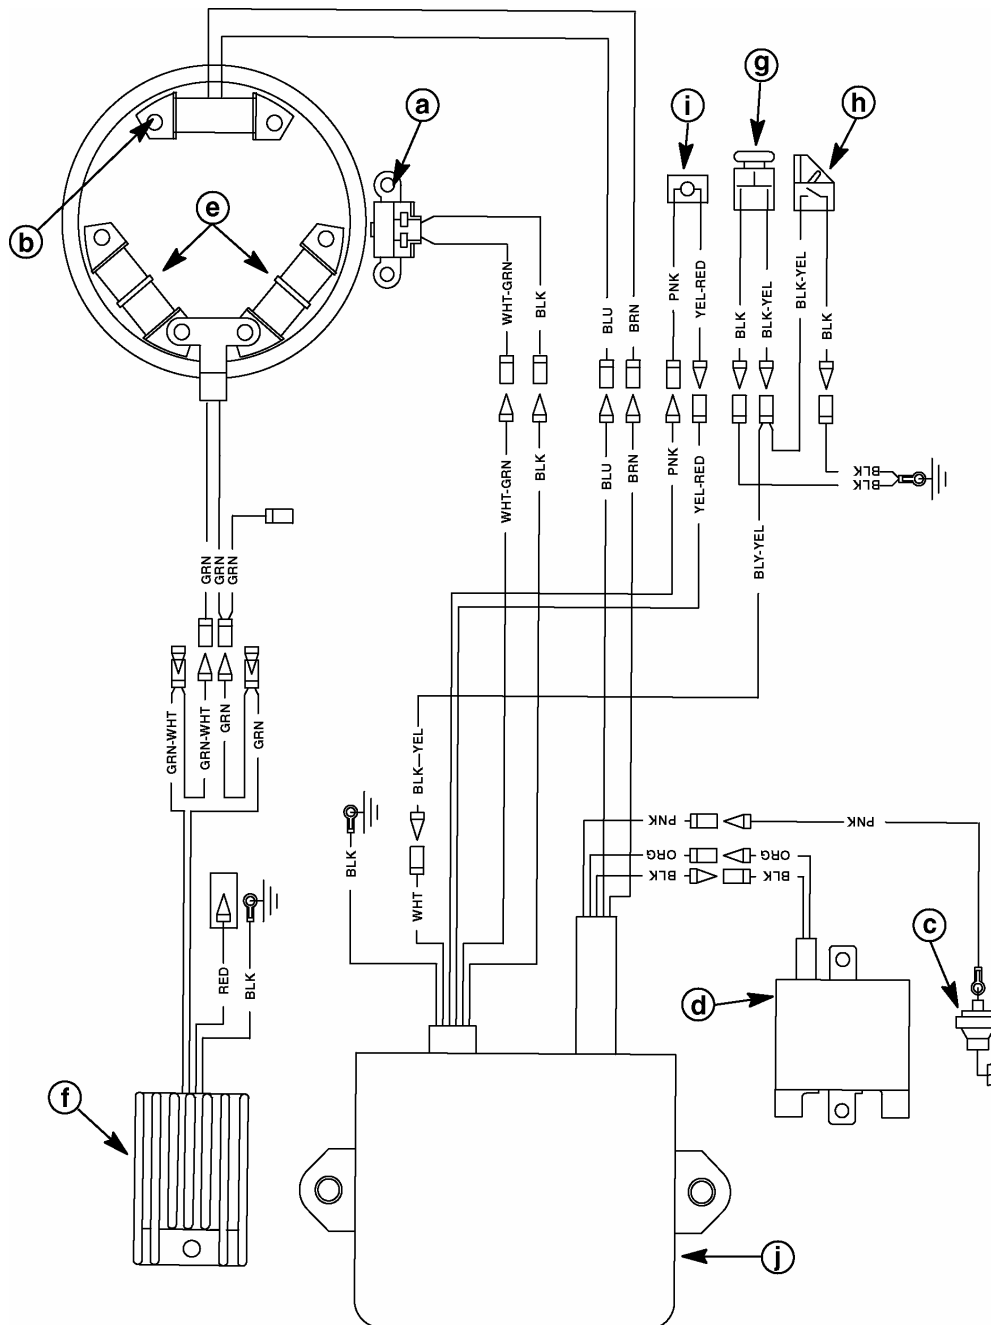 g
i
h
a
e
b
WHT-GRN
BLK
BLU
BRN
PNK
YEL-RED
BLK
BLK-YEL
BLK-YEL
BLK
WHT-GRN
BLK
BLU
BRN
PNK
YEL-RED
BLK
BLK
BLY-YEL
GRN
GRN
GRN
GRN-WHT
GRN-WHT
GRN
GRN
BLK—YEL
BLK
WHT
PNK
PNK
ORG
ORG
BLK
BLK
RED
BLK
c
d
f
j